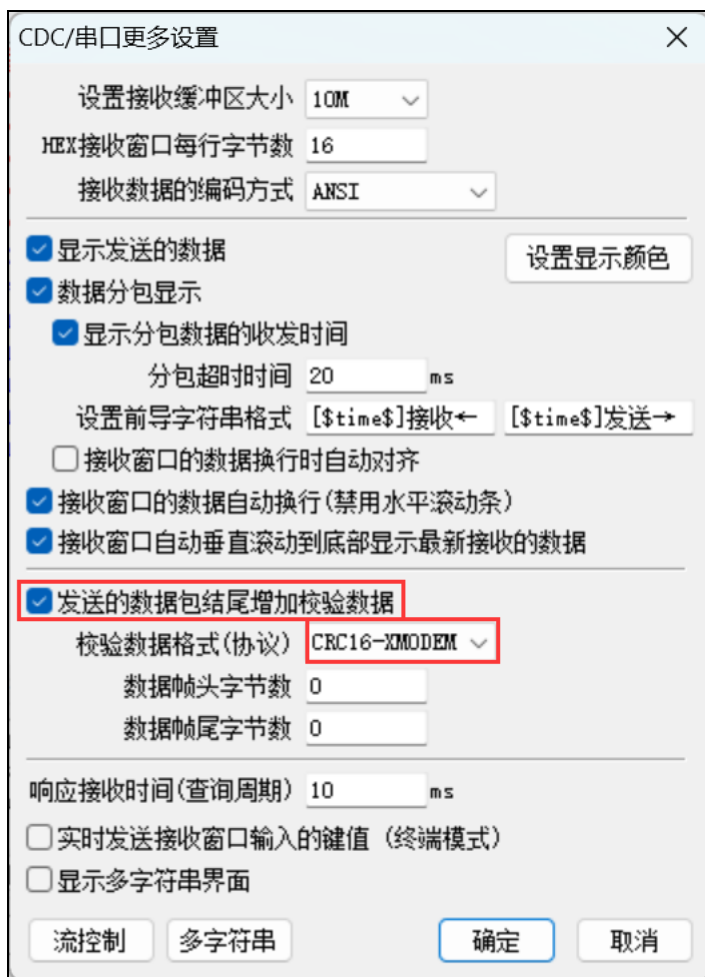 CDC/串口更多设置
设置接收缓冲区大小 10M
HEX接收窗口每行字节数 16
接收数据的编码方式 ANSI
显示发送的数据
设置显示颜色
数据分包显示
显示分包数据的收发时间
分包超时时间 20 ms
设置前导字符串格式 [$time$]接收← [$time$]发送→
接收窗口的数据换行时自动对齐
接收窗口的数据自动换行(禁用水平滚动条)
接收窗口自动垂直滚动到底部显示最新接收的数据
发送的数据包结尾增加校验数据
校验数据格式(协议) CRC16-XMODEM
数据帧头字节数 0
数据帧尾字节数 0
响应接收时间(查询周期) 10 ms
实时发送接收窗口输入的键值 (终端模式)
显示多字符串界面
流控制 多字符串 确定 取消